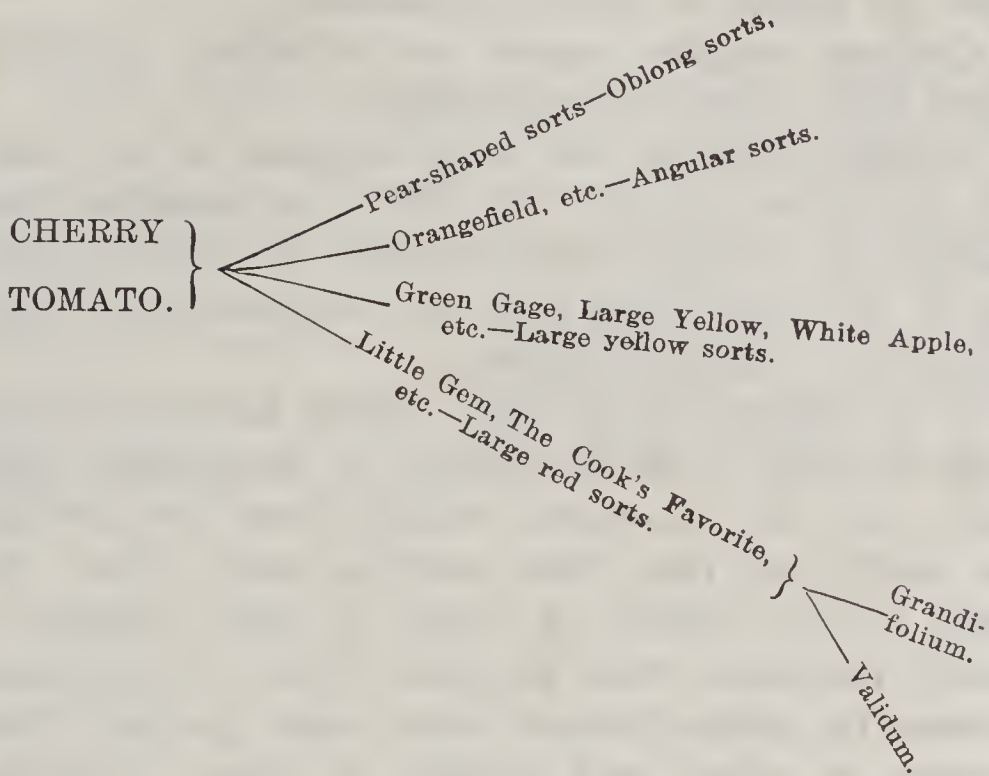 CHERRY
TOMATO.
Pear-shaped sorts—Oblong sorts,
Orangefield, etc.—Angular sorts.
Green Gage, Large Yellow, White Apple,
etc.—Large yellow sorts.
Little Gem, The Cook's Favorite,
etc.—Large red sorts.
Grandi-
folium.
Validum.